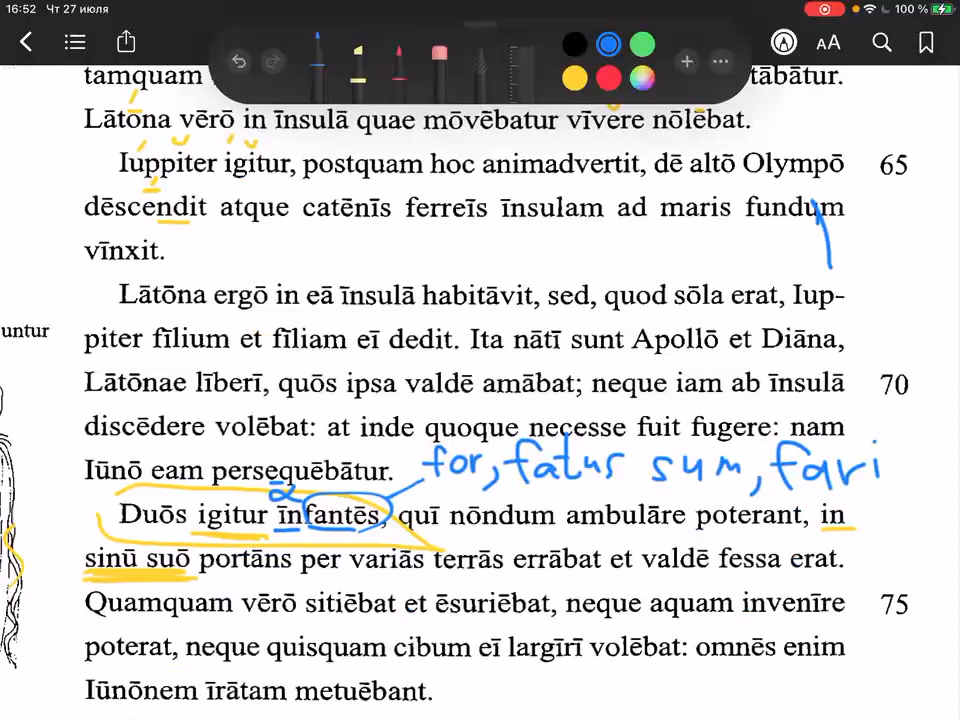 16:52 Чт 27 июля 100 %
AA
tamquam tābātur.
Lātōna vērō in īnsulā quae mōvēbatur vīvere nōlēbat.
Iuppiter igitur, postquam hoc animadvertit, dē altō Olympō 65
dēscendit atque catēnīs ferreīs īnsulam ad maris fundum
vīnxit.
Lātōna ergō in eā īnsulā habitāvit, sed, quod sōla erat, Iup-
untur
piter fīlium et fīliam eī dedit. Ita nātī sunt Apollō et Diāna,
Lātōnae līberī, quōs ipsa valdē amābat; neque iam ab īnsulā 70
discēdere volēbat: at inde quoque necesse fuit fugere: nam
Iūnō eam persequēbātur.
for, fatus sum, fari
Duōs igitur īnfantēs, quī nōndum ambulāre poterant, in
sinū suō portāns per variās terrās errābat et valdē fessa erat.
Quamquam vērō sitiēbat et ēsuriēbat, neque aquam invenīre 75
poterat, neque quisquam cibum eī largīrī volēbat: omnēs enim
Iūnōnem īrātam metuēbant.